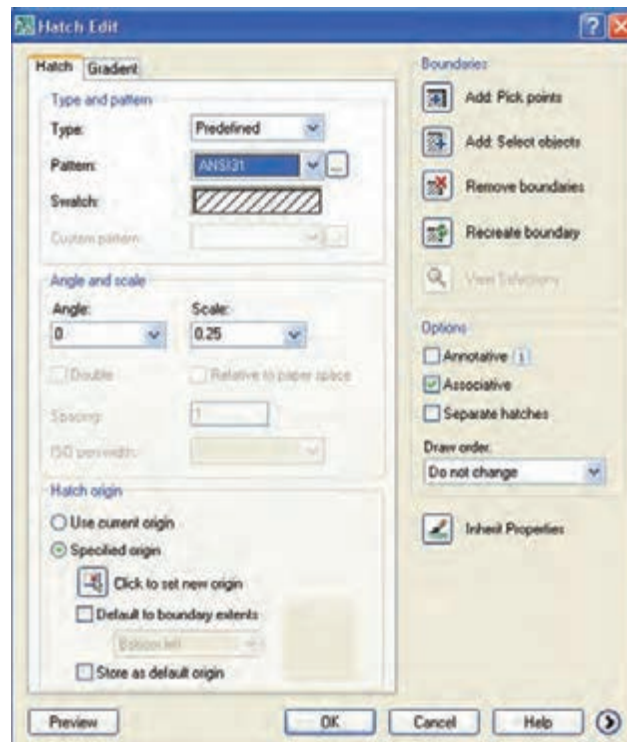 Hatch Edit
Hatch Gradient
Type and pattern
Type: Predefined
Pattern: ANSI31 ...
Swatch:
Custom pattern:
Angle and scale
Angle: Scale:
0 0.25
Double Relative to paper space
Spacing: 1
ISO pen width:
Hatch origin
Use current origin
Specified origin
Click to set new origin
Default to boundary extents
Bottom left
Store as default origin
Boundaries
Add: Pick points
Add: Select objects
Remove boundaries
Recreate boundary
View Selections
Options
Annotative
Associative
Separate hatches
Draw order:
Do not change
Inherit Properties
Preview OK Cancel Help